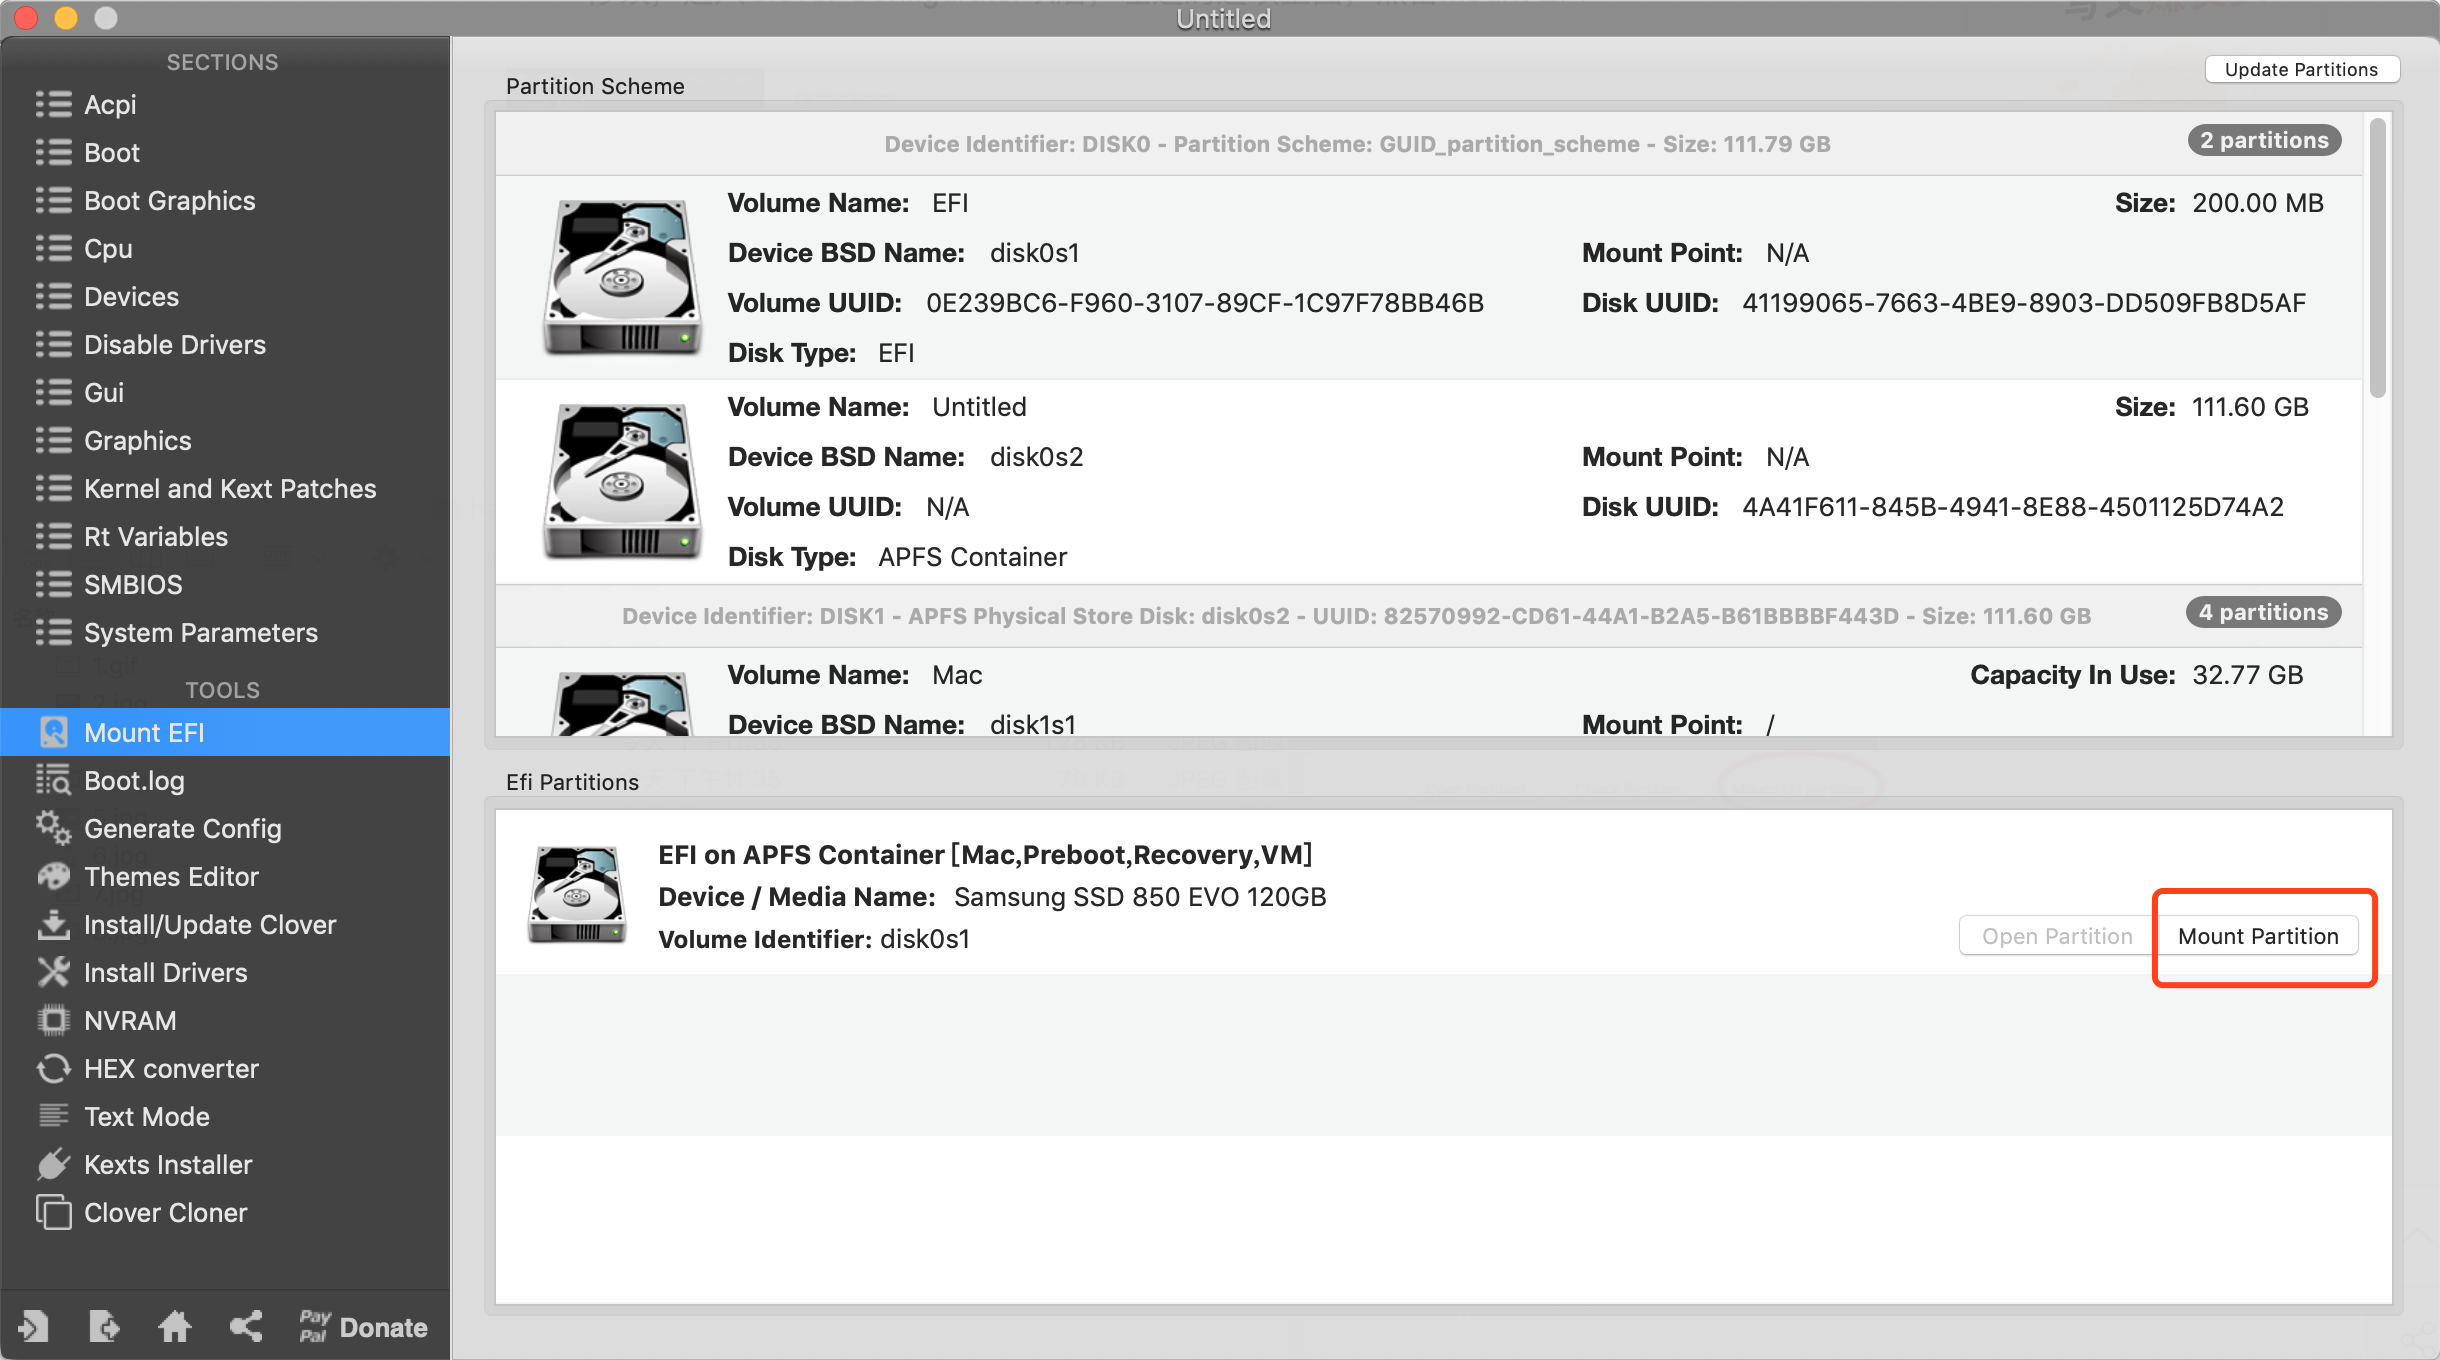 Untitled
SECTIONS
Acpi
Boot
Boot Graphics
Cpu
Devices
Disable Drivers
Gui
Graphics
Kernel and Kext Patches
Rt Variables
SMBIOS
System Parameters
TOOLS
Mount EFI
Boot.log
Generate Config
Themes Editor
Install/Update Clover
Install Drivers
NVRAM
HEX converter
Text Mode
Kexts Installer
Clover Cloner
Pay
Pal Donate
Update Partitions
Partition Scheme
Device Identifier: DISK0 - Partition Scheme: GUID_partition_scheme - Size: 111.79 GB 2 partitions
Volume Name: EFI Size: 200.00 MB
Device BSD Name: disk0s1 Mount Point: N/A
Volume UUID: 0E239BC6-F960-3107-89CF-1C97F78BB46B Disk UUID: 41199065-7663-4BE9-8903-DD509FB8D5AF
Disk Type: EFI
Volume Name: Untitled Size: 111.60 GB
Device BSD Name: disk0s2 Mount Point: N/A
Volume UUID: N/A Disk UUID: 4A41F611-845B-4941-8E88-4501125D74A2
Disk Type: APFS Container
Device Identifier: DISK1 - APFS Physical Store Disk: disk0s2 - UUID: 82570992-CD61-44A1-B2A5-B61BBBBF443D - Size: 111.60 GB 4 partitions
Volume Name: Mac Capacity In Use: 32.77 GB
Device BSD Name: disk1s1 Mount Point: /
Efi Partitions
EFI on APFS Container [Mac,Preboot,Recovery,VM]
Device / Media Name: Samsung SSD 850 EVO 120GB
Volume Identifier: disk0s1
Open Partition Mount Partition